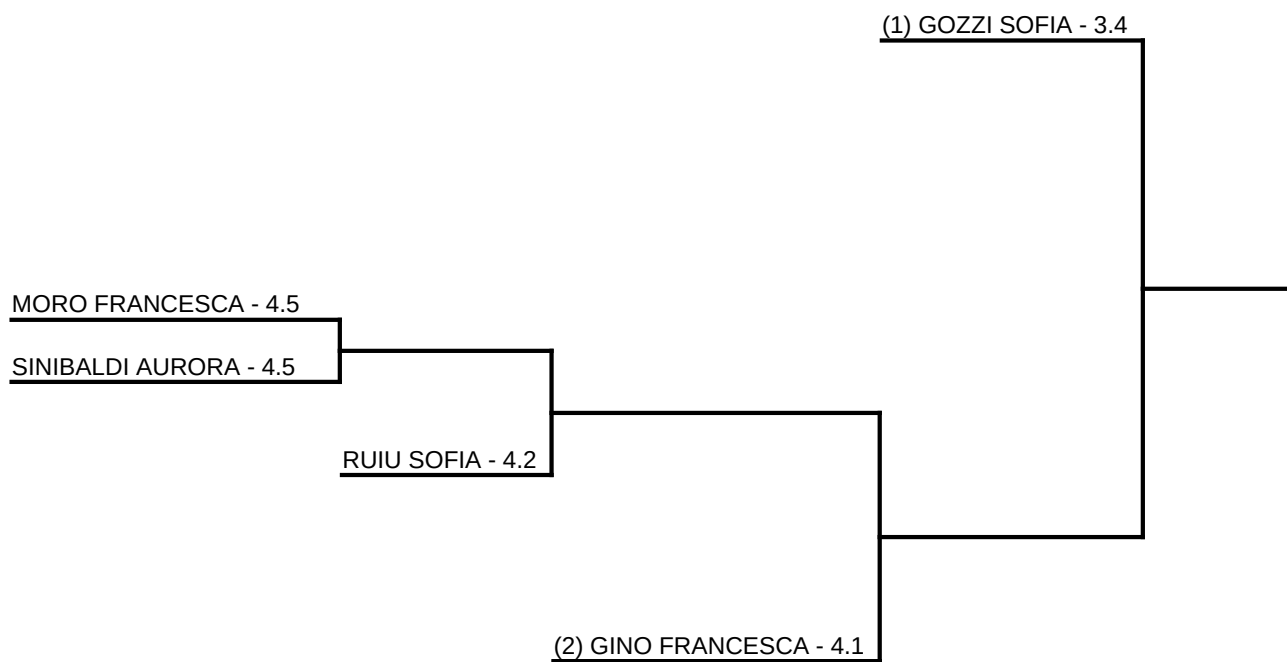 (1) GOZZI SOFIA - 3.4
MORO FRANCESCA - 4.5
SINIBALDI AURORA - 4.5
RUIU SOFIA - 4.2
(2) GINO FRANCESCA - 4.1